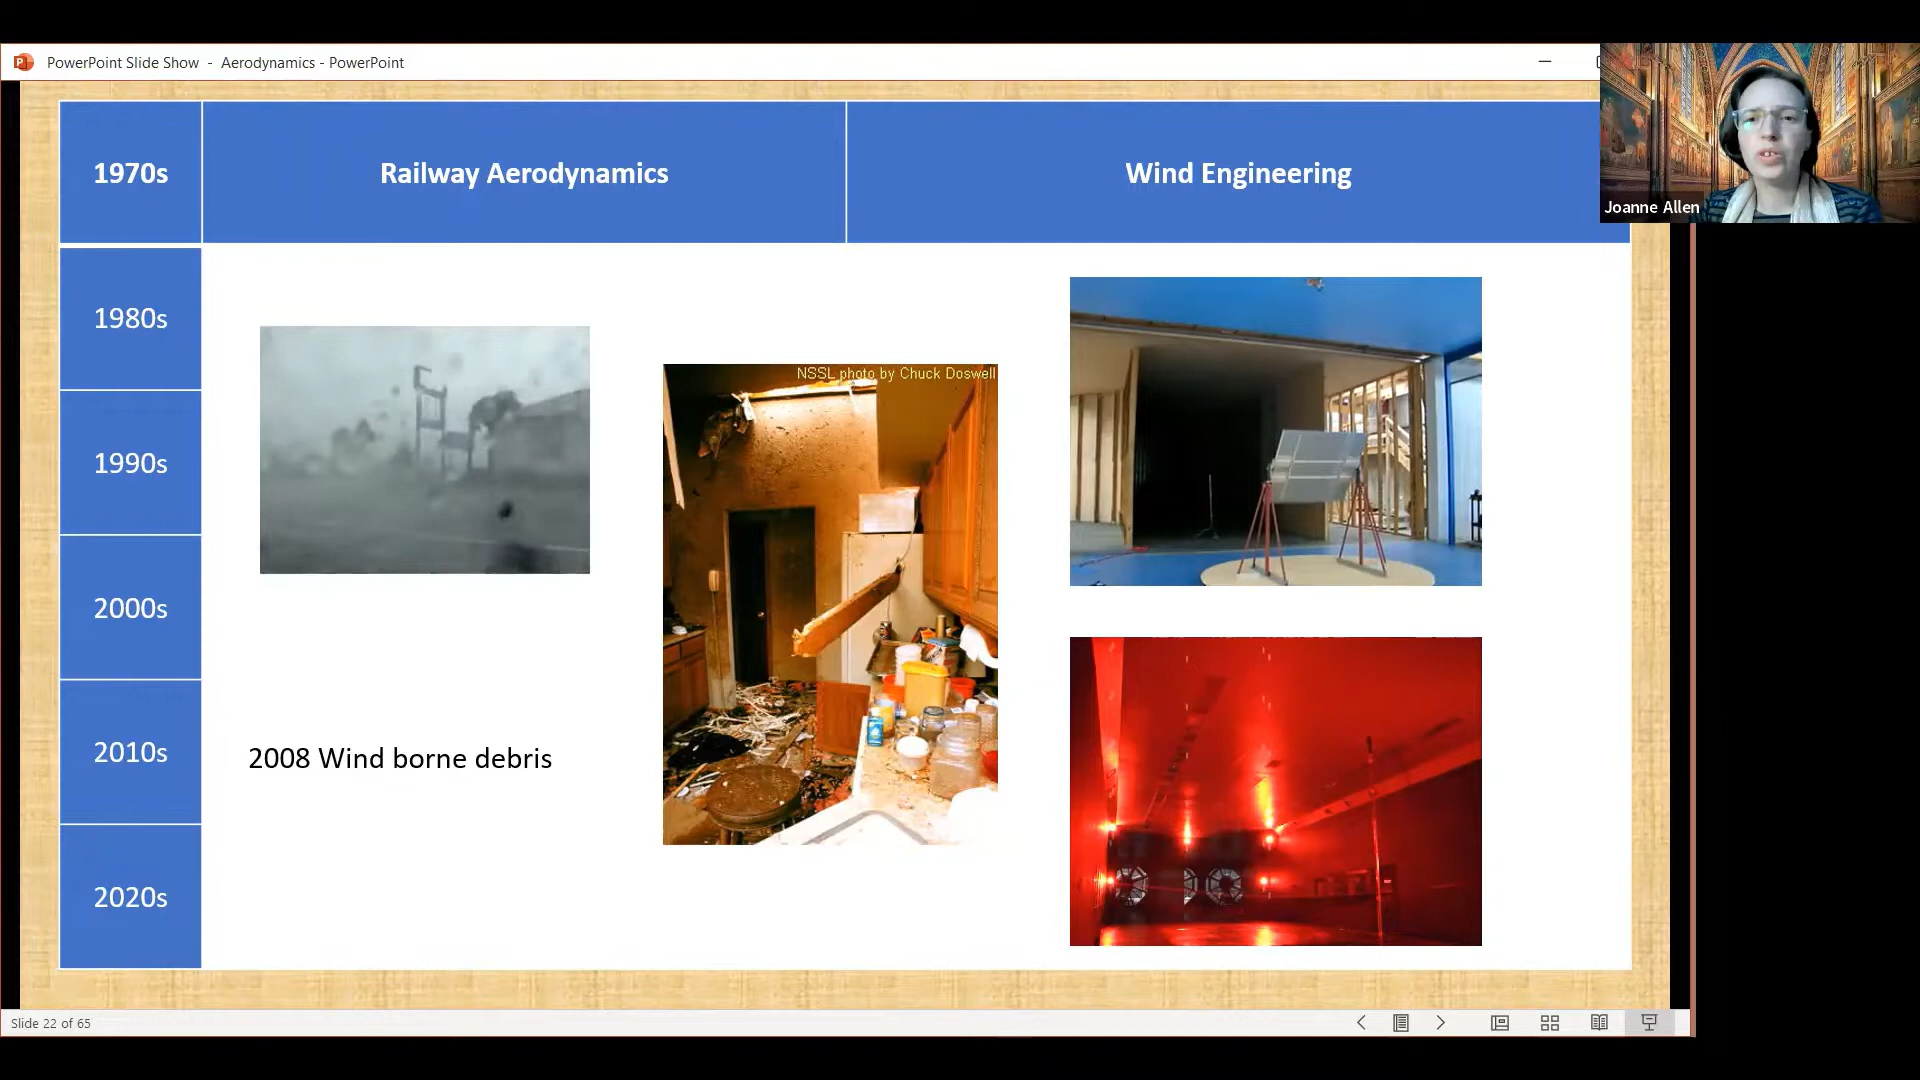 PowerPoint Slide Show - Aerodynamics - PowerPoint
Joanne Allen
1970s
Railway Aerodynamics
Wind Engineering
1980s
1990s
2000s
2010s
2020s
NSSL photo by Chuck Doswell
2008 Wind borne debris
Slide 22 of 65